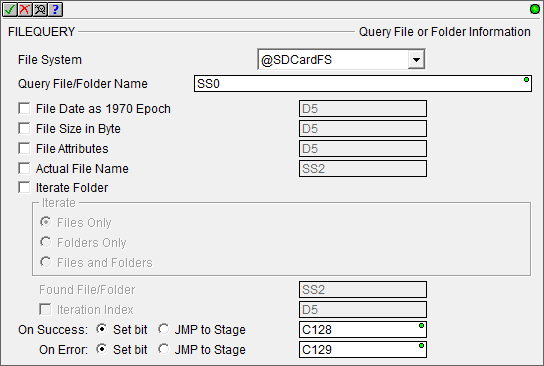 FILEQUERY Query File or Folder Information
File System @SDCardFS
Query File/Folder Name SS0
File Date as 1970 Epoch D5
File Size in Byte D5
File Attributes D5
Actual File Name SS2
Iterate Folder
Iterate
Files Only
Folders Only
Files and Folders
Found File/Folder SS2
Iteration Index D5
On Success: Set bit JMP to Stage C128
On Error: Set bit JMP to Stage C129